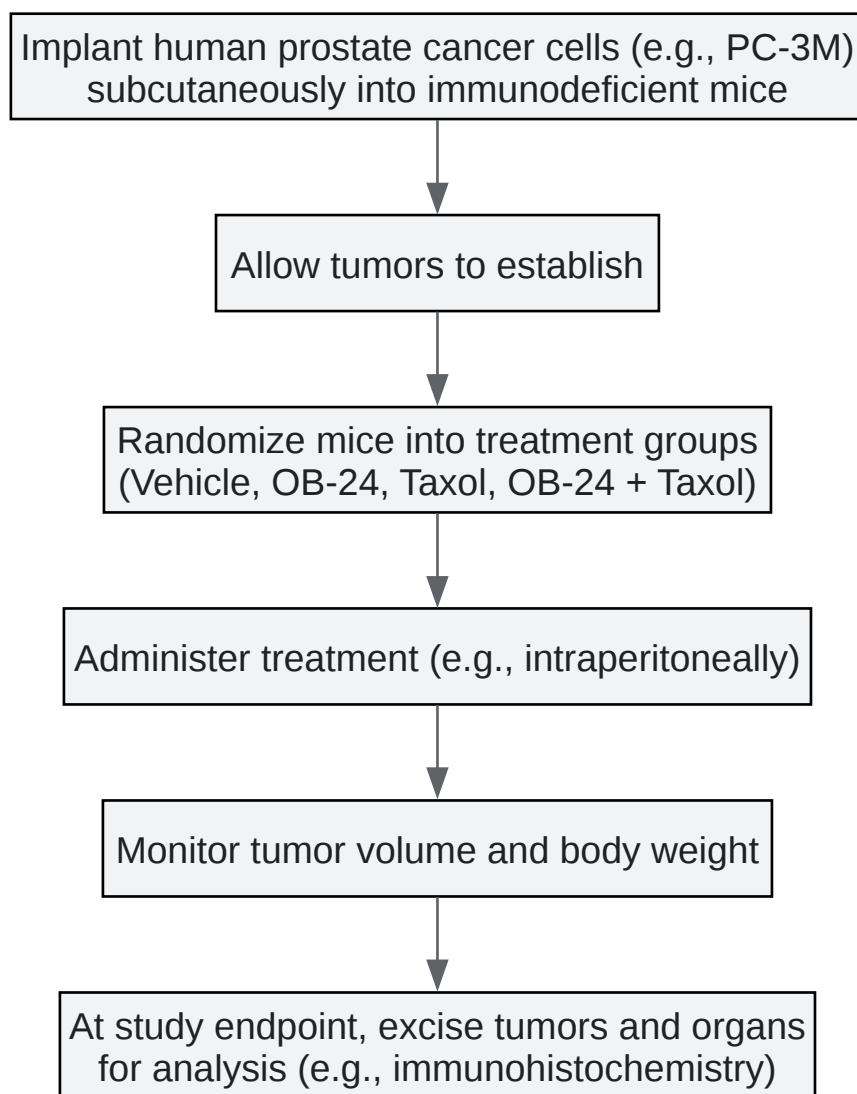 Implant human prostate cancer cells (e.g., PC-3M)
subcutaneously into immunodeficient mice
Allow tumors to establish
Randomize mice into treatment groups
(Vehicle, OB-24, Taxol, OB-24 + Taxol)
Administer treatment (e.g., intraperitoneally)
Monitor tumor volume and body weight
At study endpoint, excise tumors and organs
for analysis (e.g., immunohistochemistry)